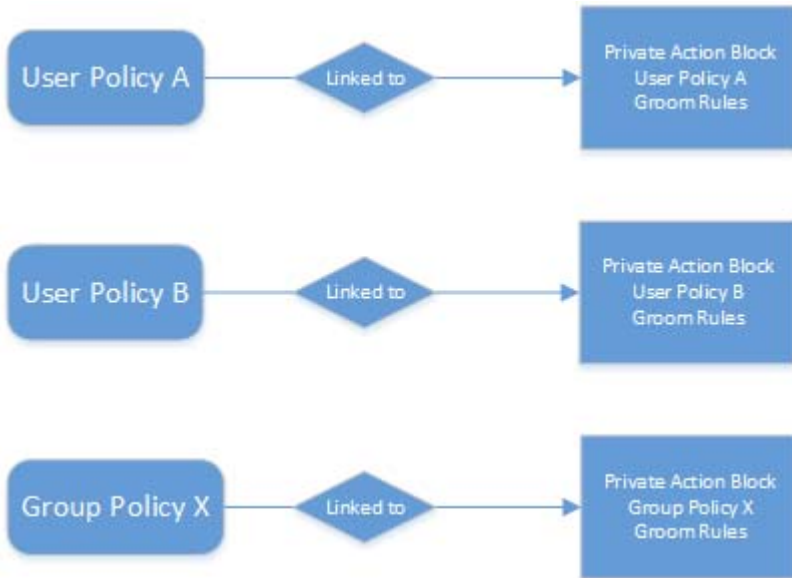 User Policy A
Linked to
Private Action Block
User Policy A
Groom Rules
User Policy B
Linked to
Private Action Block
User Policy B
Groom Rules
Group Policy X
Linked to
Private Action Block
Group Policy X
Groom Rules